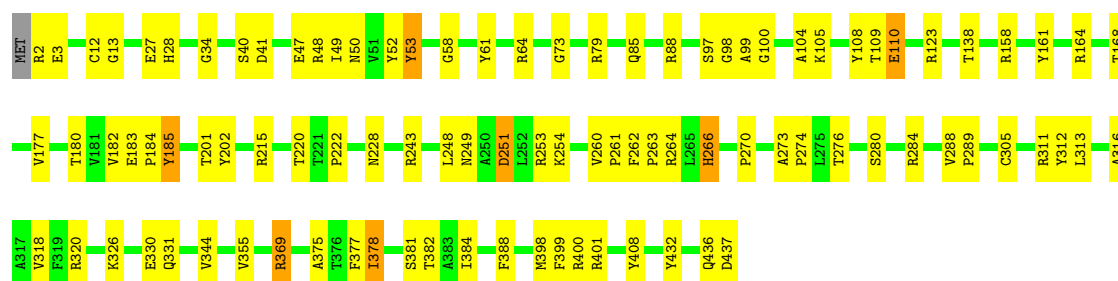 MET R2 E3 C12 G13 E27 H28 G34 S40 D41 E47 R48 I49 N50 V51 Y52 Y53 G58 Y61 R64 G73 R79 Q85 R88 S97 G98 A99 G100 A104 K105 Y108 T109 E110 R123 T138 R158 Y161 R164 T168
V177 T180 V181 V182 E183 P184 Y185 T201 Y202 R215 T220 T221 P222 N228 R243 L248 N249 A250 D251 L252 R253 K254 V260 P261 F262 P263 R264 L265 H266 P270 A273 P274 L275 T276 S280 R284 V288 P289 C305 R311 Y312 L313 A316
A317 V318 F319 R320 K326 E330 Q331 V344 V355 R369 A375 T376 F377 I378 S381 T382 A383 I384 F388 M398 F399 R400 R401 Y408 Y432 Q436 D437